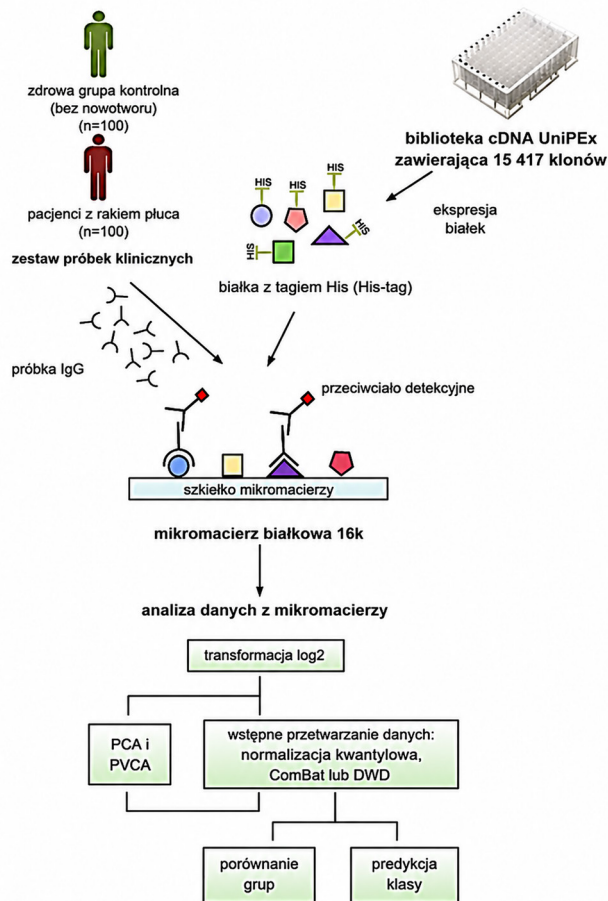 zdrowa grupa kontrolna
(bez nowotworu)
(n=100)
pacjenci z rakiem płuca
(n=100)
zestaw próbek klinicznych
biblioteka cDNA UniPEx
zawierająca 15 417 klonów
ekspresja
białek
HIS
HIS
HIS
HIS
HIS
białka z tagiem His (His-tag)
próbka IgG
przeciwciało detekcyjne
szkiełko mikromacierzy
mikromacierz białkowa 16k
analiza danych z mikromacierzy
transformacja log2
PCA i
PVCA
wstępne przetwarzanie danych:
normalizacja kwantylowa,
ComBat lub DWD
porównanie
grup
predykcja
klasy